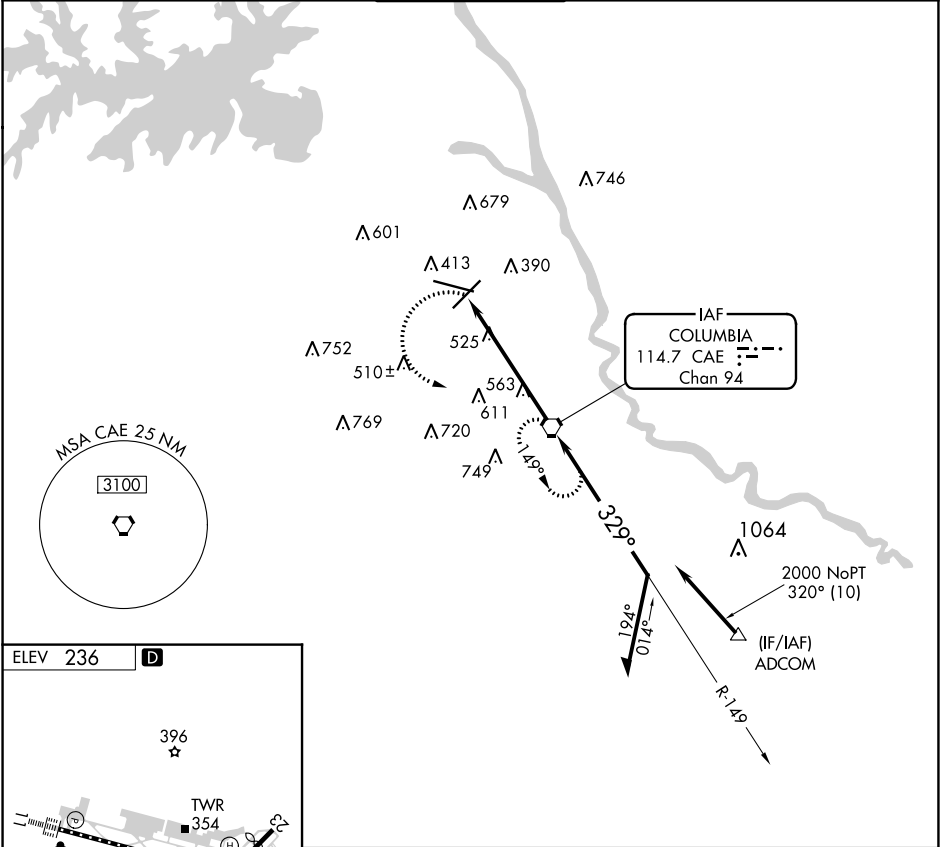 746
679
601
413
390
IAF
COLUMBIA
114.7 CAE
Chan 94
525
752
510±
563
611
769
720
749
149°
MSA CAE 25 NM
3100
329°
1064
2000 NoPT
320° (10)
194°
014°
(IF/IAF)
ADCOM
R-149
ELEV 236 D
396
TWR
354
11
P
H
23